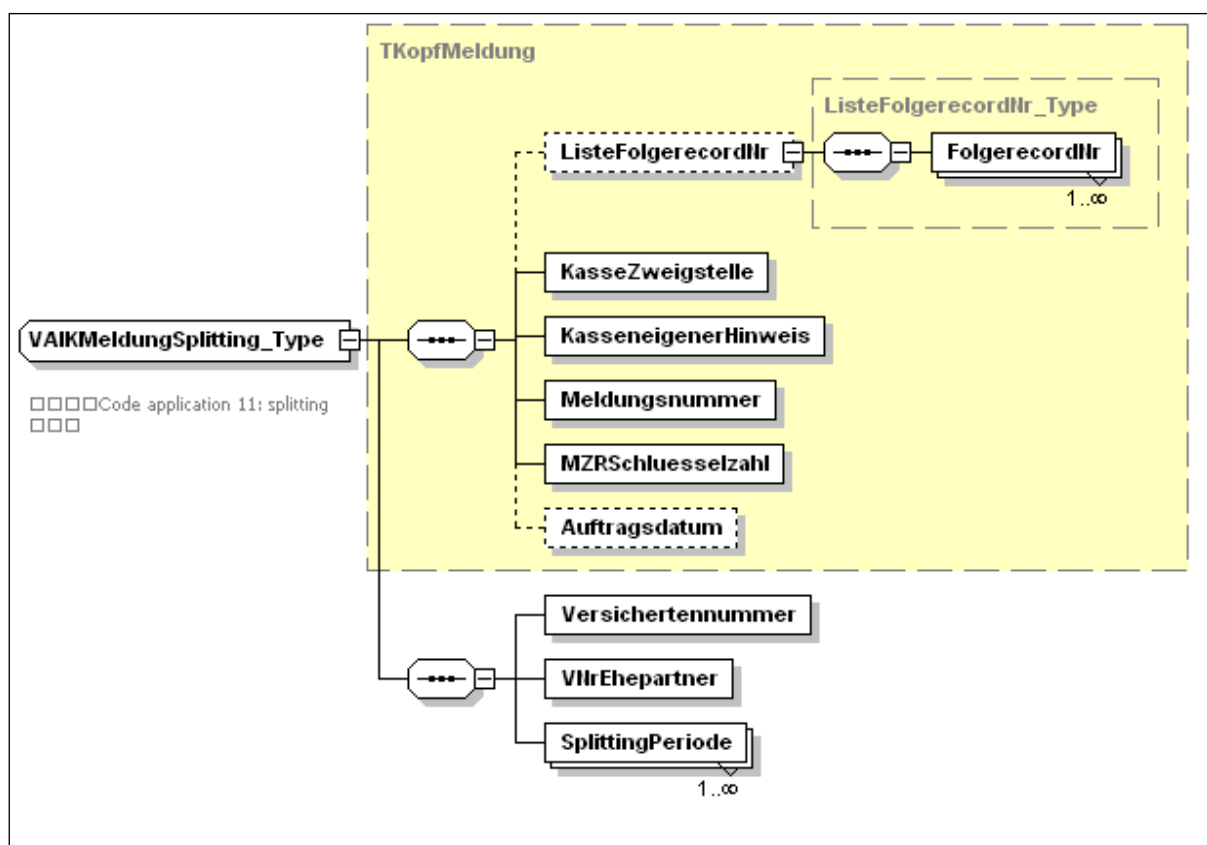 TKopfMeldung
ListeFolgerecordNr_Type
ListeFolgerecordNr
FolgerecordNr
1..∞
KasseZweigstelle
KasseneigenerHinweis
VAIKMeldungSplitting_Type
Meldungsnummer
Code application 11: splitting
MZRSchluesselzahl
Auftragsdatum
Versichertennummer
VNrEhepartner
SplittingPeriode
1..∞